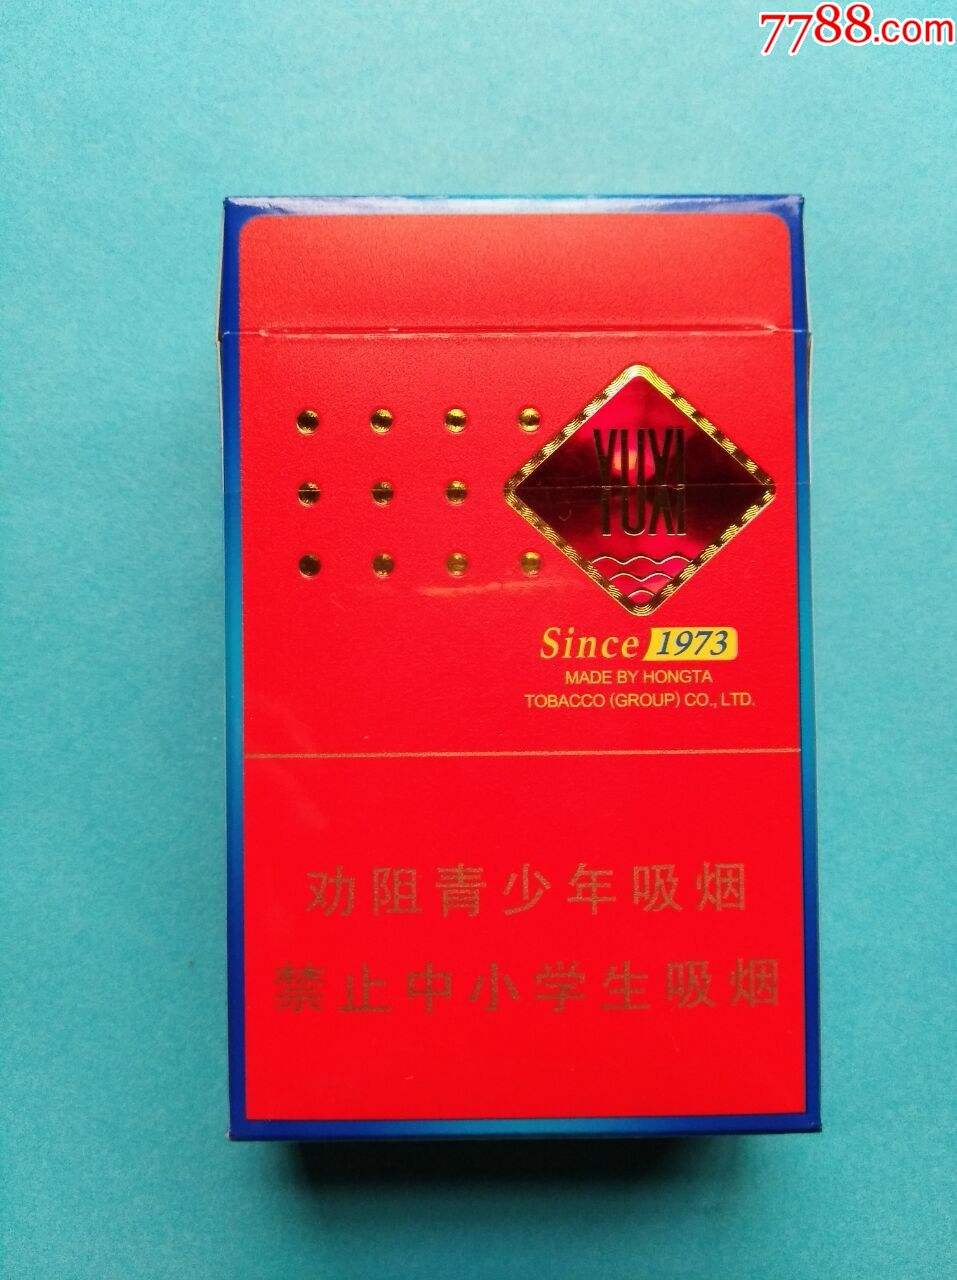 7788.com
YUXI
Since 1973
MADE BY HONGTA
TOBACCO (GROUP) CO., LTD.
劝阻青少年吸烟
禁止中小学生吸烟